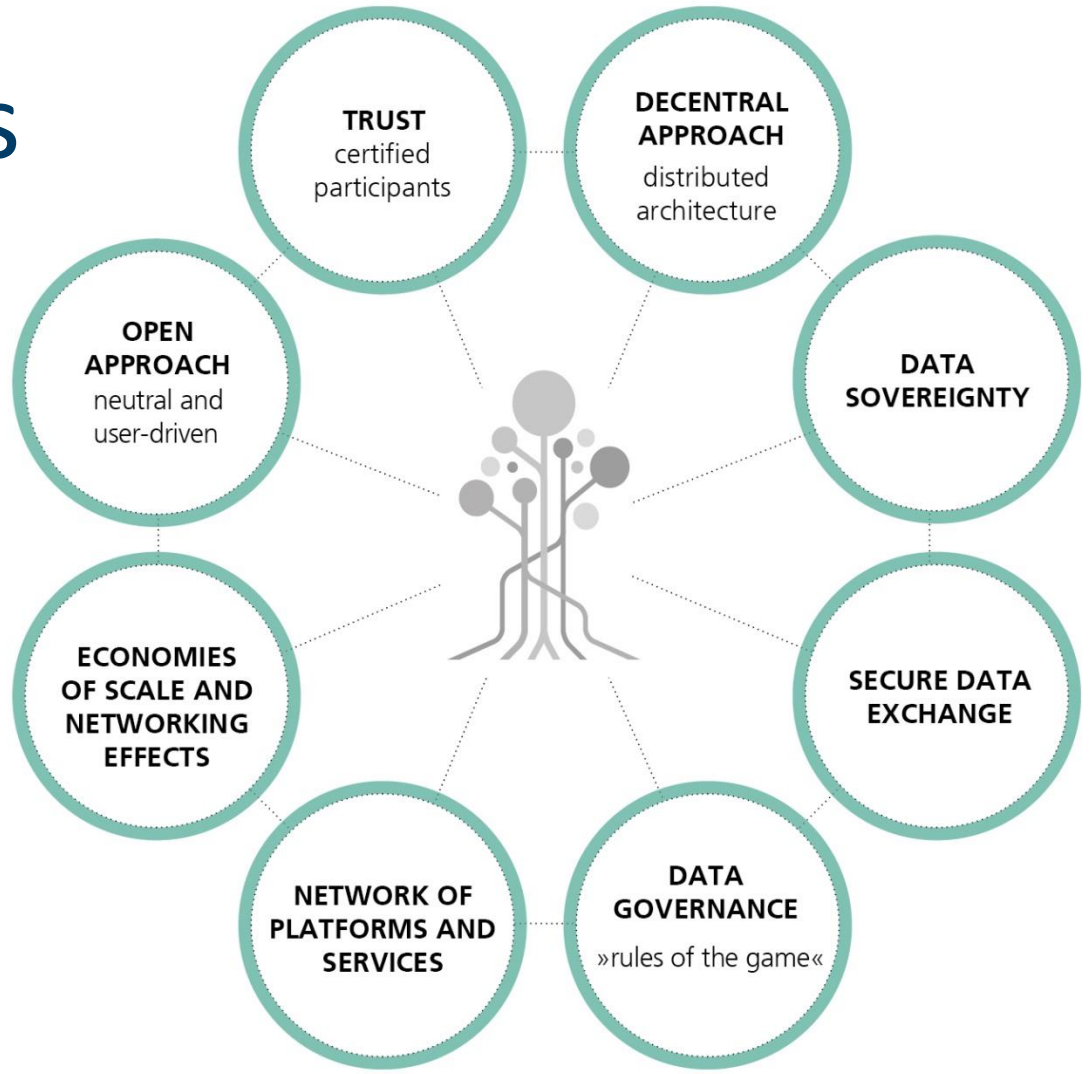 s
TRUST
certified
participants
DECENTRAL
APPROACH
distributed
architecture
DATA
SOVEREIGNTY
SECURE DATA
EXCHANGE
DATA
GOVERNANCE
»rules of the game«
NETWORK OF
PLATFORMS AND
SERVICES
ECONOMIES
OF SCALE AND
NETWORKING
EFFECTS
OPEN
APPROACH
neutral and
user-driven